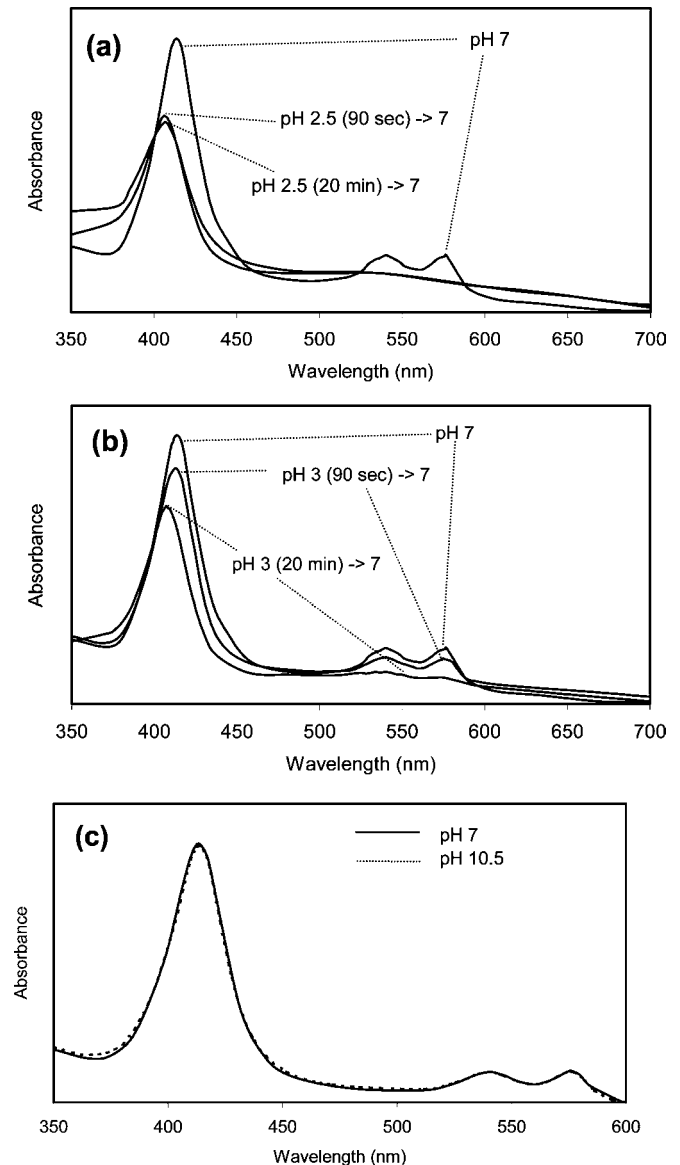 (a)
pH 7
pH 2.5 (90 sec) -> 7
pH 2.5 (20 min) -> 7
Absorbance
350 400 450 500 550 600 650 700
Wavelength (nm)
(b)
pH 7
pH 3 (90 sec) -> 7
pH 3 (20 min) -> 7
Absorbance
350 400 450 500 550 600 650 700
Wavelength (nm)
(c)
pH 7
pH 10.5
Absorbance
350 400 450 500 550 600
Wavelength (nm)